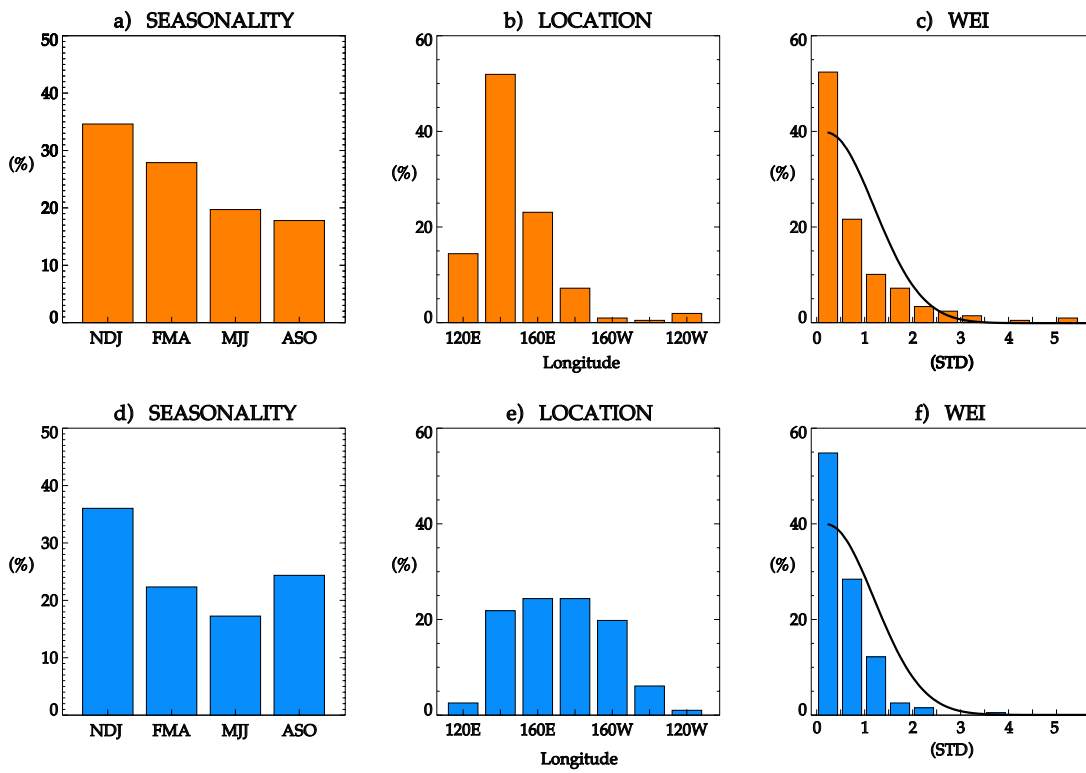 a) SEASONALITY
50
40
30
(%)
20
10
0
NDJ FMA MJJ ASO
b) LOCATION
60
40
(%)
20
0
120E 160E 160W 120W
Longitude
c) WEI
60
40
(%)
20
0
0 1 2 3 4 5
(STD)
d) SEASONALITY
50
40
30
(%)
20
10
0
NDJ FMA MJJ ASO
e) LOCATION
60
40
(%)
20
0
120E 160E 160W 120W
Longitude
f) WEI
60
40
(%)
20
0
0 1 2 3 4 5
(STD)